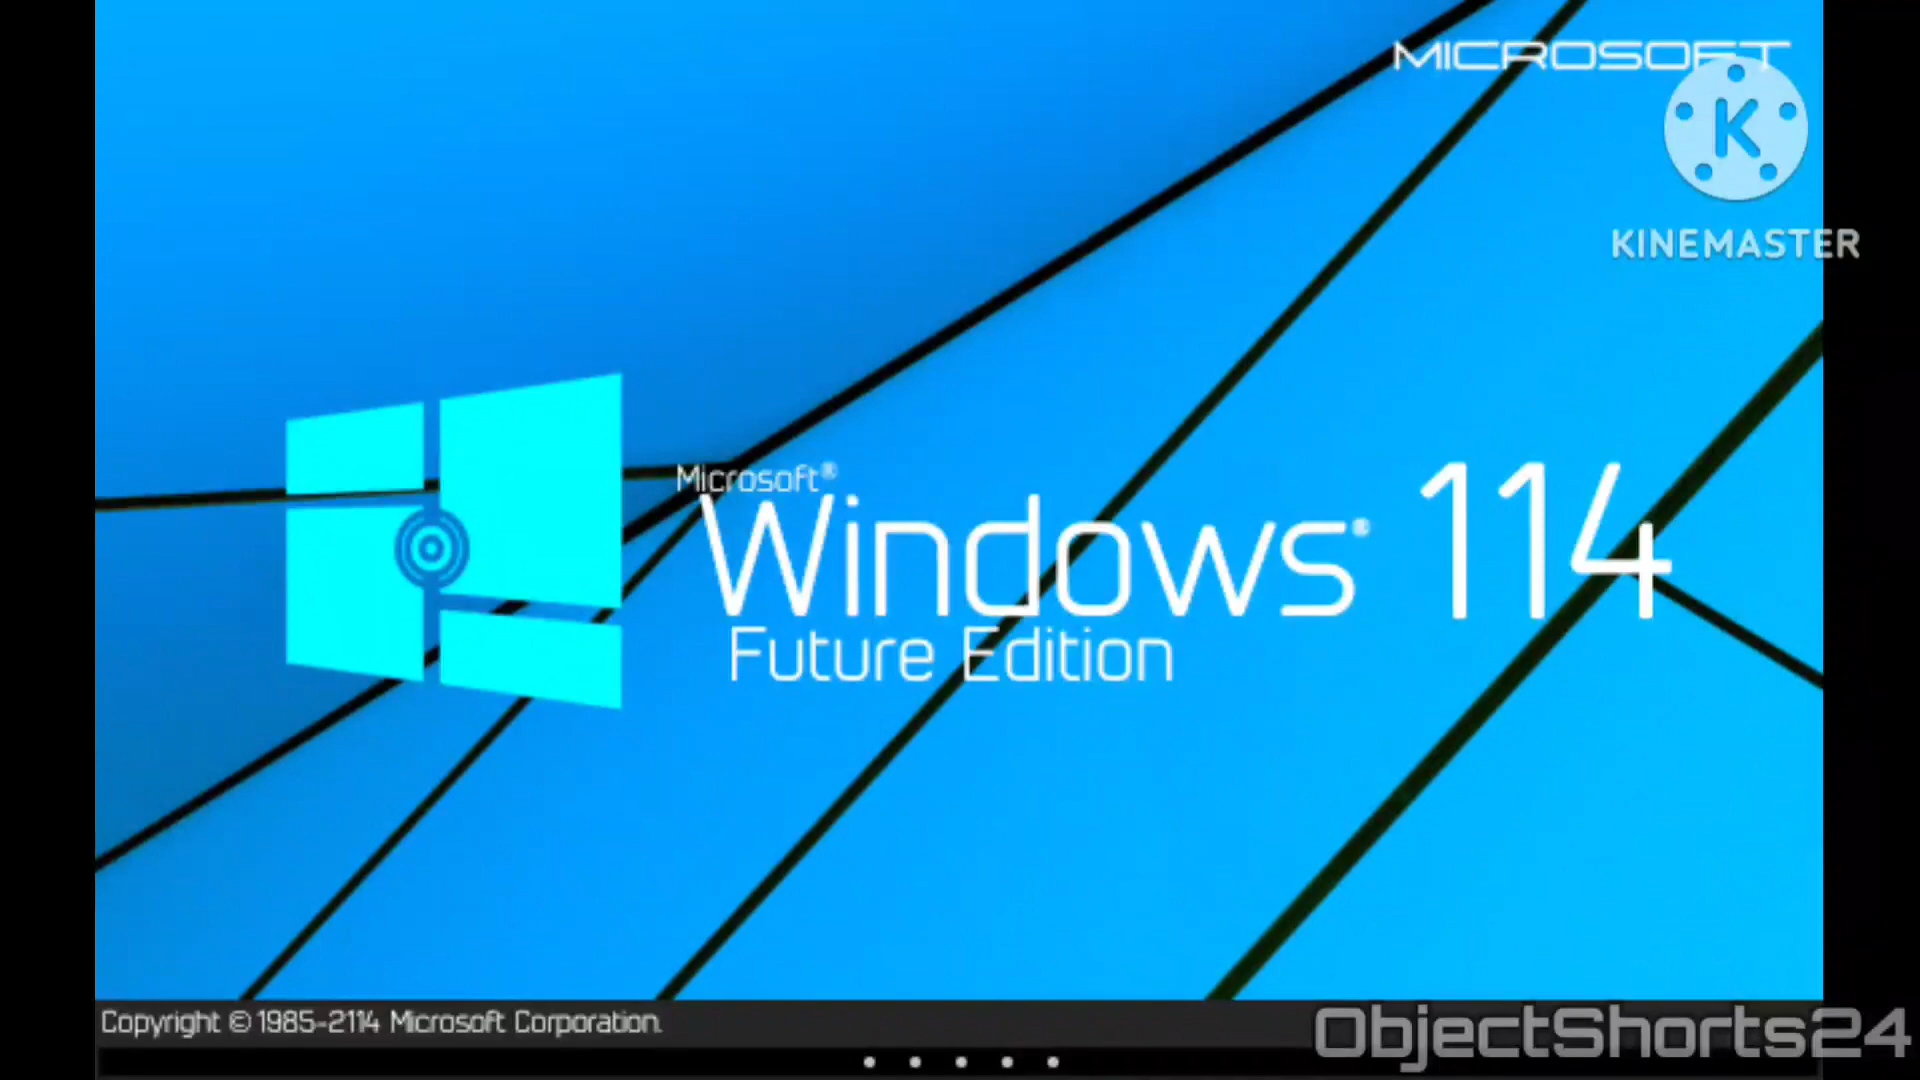 MICROSOFT
K
KINEMASTER
Microsoft®
Windows® 114
Future Edition
Copyright © 1985-2114 Microsoft Corporation.
ObjectShorts24